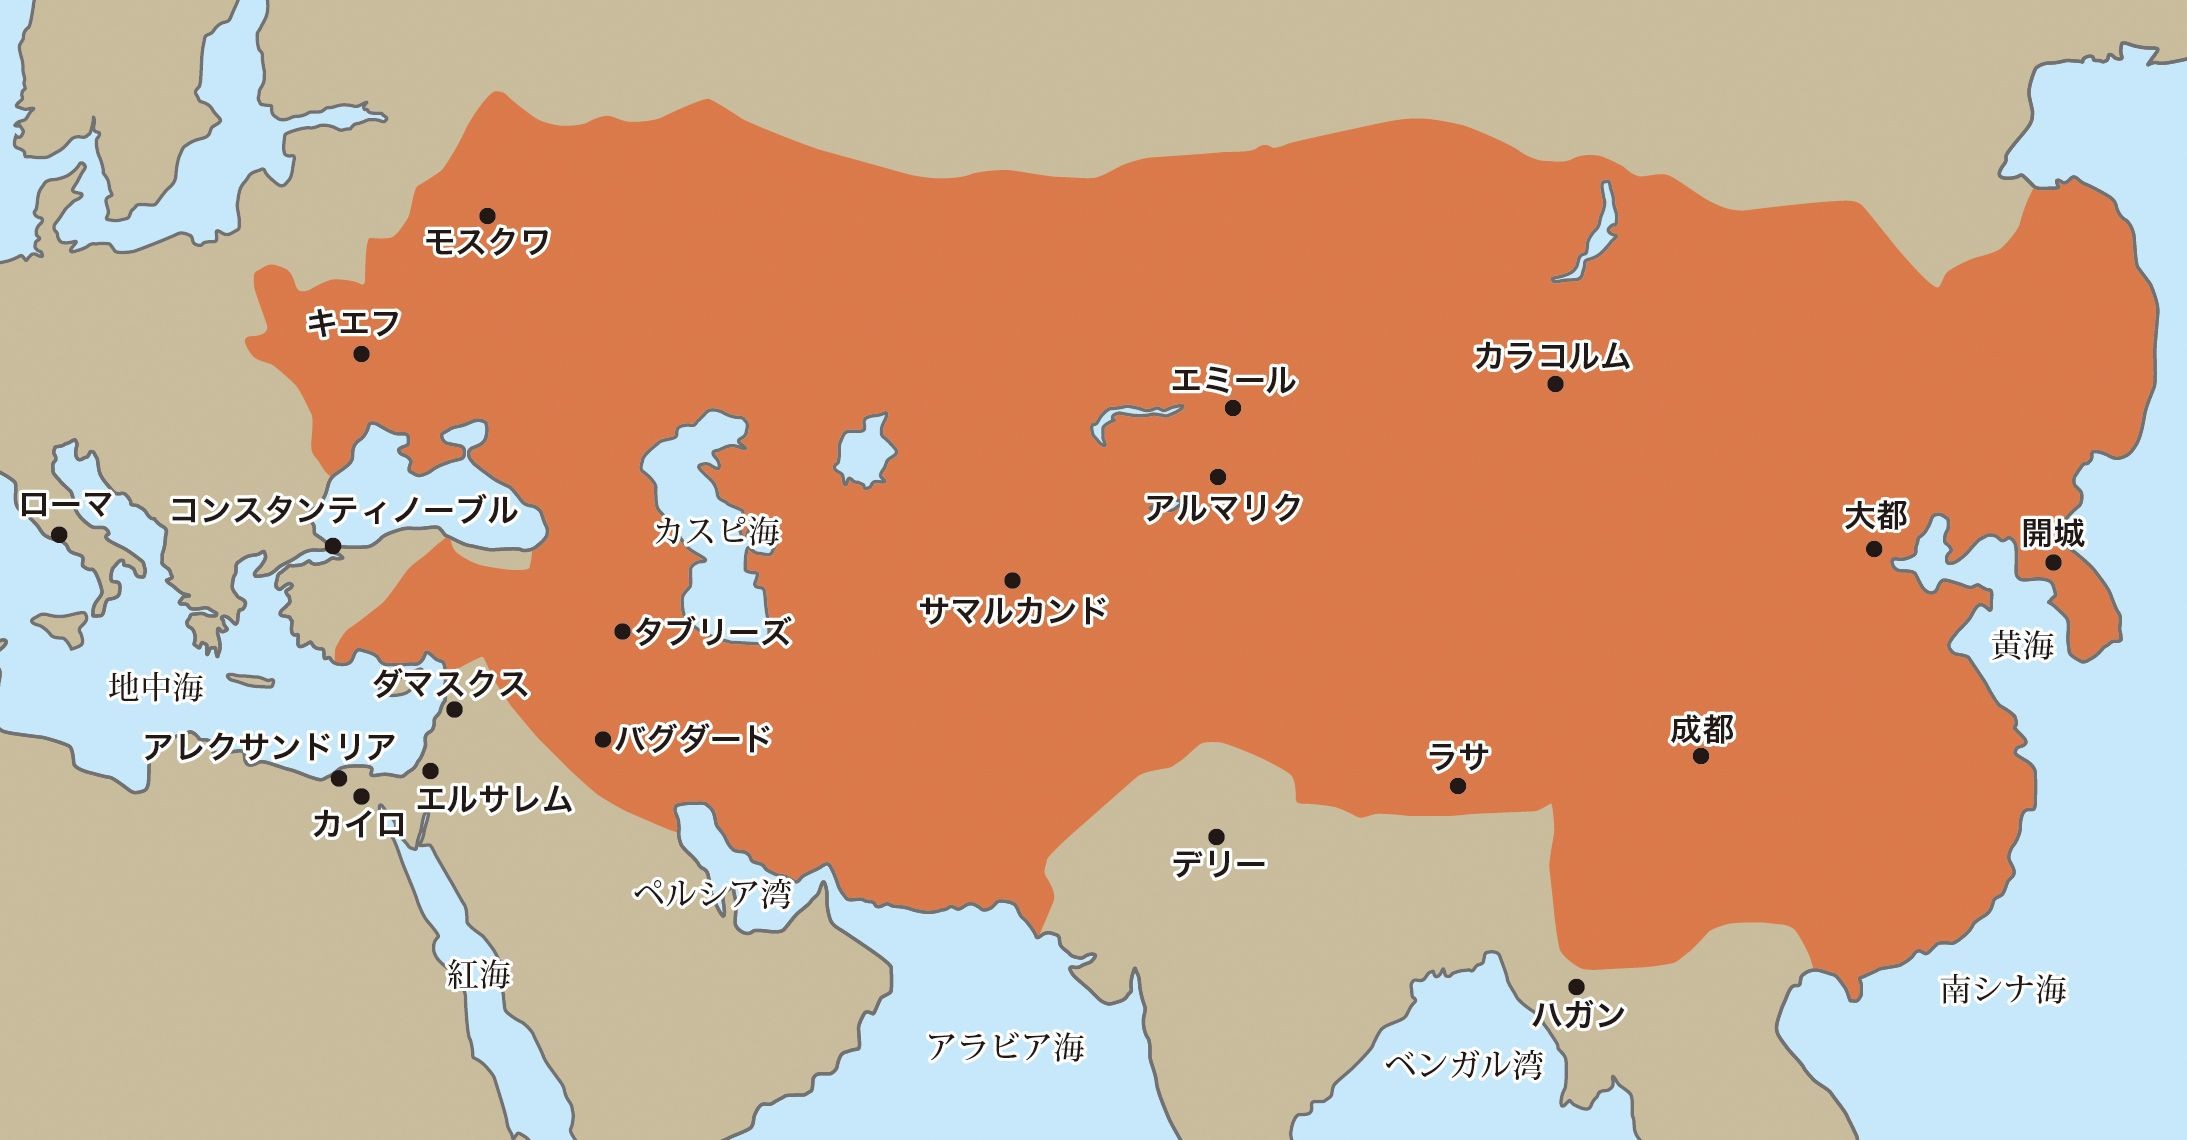 モスクワ
キエフ
カラコルム
エミール
ローマ
コンスタンティノーブル
アルマリク
大都
開城
カスピ海
サマルカンド
タブリーズ
黄海
地中海
ダマスクス
アレクサンドリア
バグダード
成都
ラサ
エルサレム
カイロ
デリー
ペルシア湾
紅海
南シナ海
ハガン
アラビア海
ベンガル湾